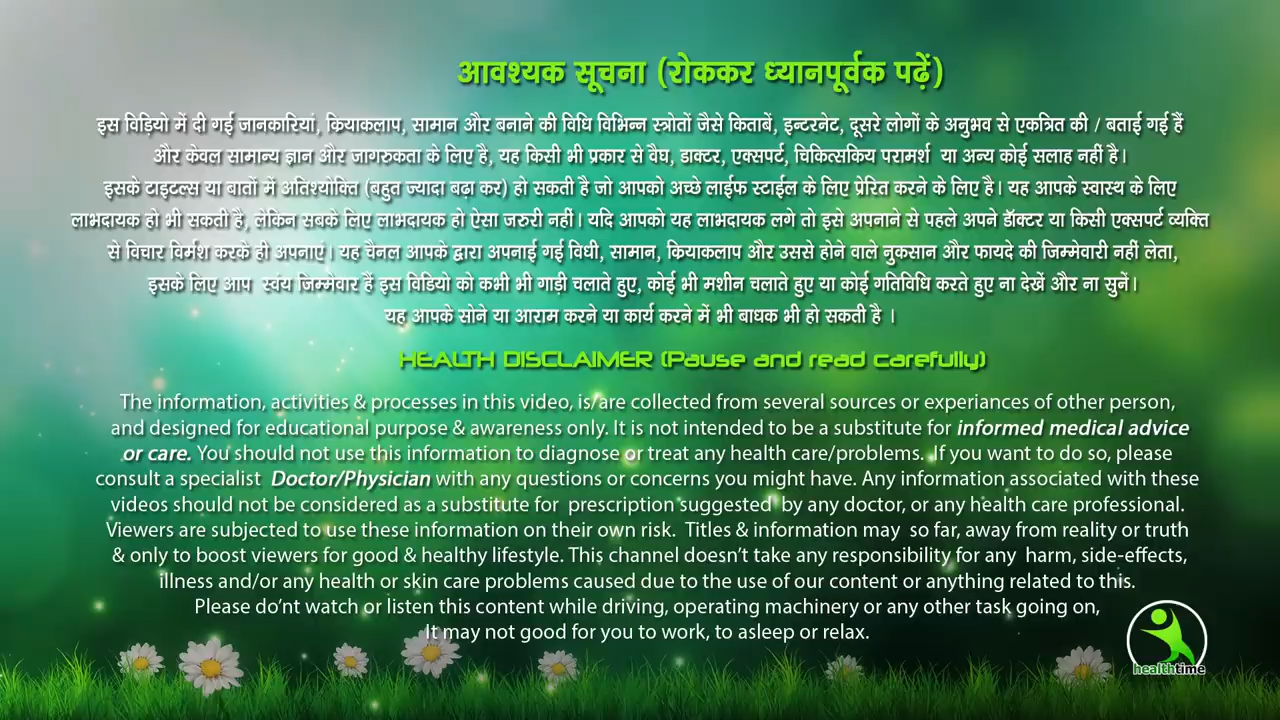 आवश्यक सूचना (रोककर ध्यानपूर्वक पढ़ें)
इस विड़ियो में दी गई जानकारियां, क्रियाकलाप, सामान और बनाने की विधि विभिन्न स्त्रोतों जैसे किताबें, इन्टरनेट, दूसरे लोगों के अनुभव से एकत्रित की / बताई गई हैं
और केवल सामान्य ज्ञान और जागरुकता के लिए है, यह किसी भी प्रकार से वैघ, डाक्टर, एक्सपर्ट, चिकित्सकिय परामर्श या अन्य कोई सलाह नहीं है।
इसके टाइटल्स या बातों में अतिश्योक्ति (बहुत ज्यादा बढ़ा कर) हो सकती है जो आपको अच्छे लाईफ स्टाईल के लिए प्रेरित करने के लिए है। यह आपके स्वास्थ के लिए
लाभदायक हो भी सकती है, लेकिन सबके लिए लाभदायक हो ऐसा जरुरी नहीं। यदि आपको यह लाभदायक लगे तो इसे अपनाने से पहले अपने डॉक्टर या किसी एक्सपर्ट व्यक्ति
से विचार विर्मश करके ही अपनाएं। यह चैनल आपके द्वारा अपनाई गई विधी, सामान, क्रियाकलाप और उससे होने वाले नुकसान और फायदे की जिम्मेवारी नहीं लेता,
इसके लिए आप स्वंय जिम्मेवार हैं इस विडियो को कभी भी गाड़ी चलाते हुए, कोई भी मशीन चलाते हुए या कोई गतिविधि करते हुए ना देखें और ना सुनें।
यह आपके सोने या आराम करने या कार्य करने में भी बाधक भी हो सकती है ।
HEALTH DISCLAIMER (Pause and read carefully)
The information, activities & processes in this video, is/are collected from several sources or experiances of other person,
and designed for educational purpose & awareness only. It is not intended to be a substitute for informed medical advice
or care. You should not use this information to diagnose or treat any health care/problems. If you want to do so, please
consult a specialist Doctor/Physician with any questions or concerns you might have. Any information associated with these
videos should not be considered as a substitute for prescription suggested by any doctor, or any health care professional.
Viewers are subjected to use these information on their own risk. Titles & information may so far, away from reality or truth
& only to boost viewers for good & healthy lifestyle. This channel doesn't take any responsibility for any harm, side-effects,
illness and/or any health or skin care problems caused due to the use of our content or anything related to this.
Please do'nt watch or listen this content while driving, operating machinery or any other task going on,
It may not good for you to work, to asleep or relax.
healthtime